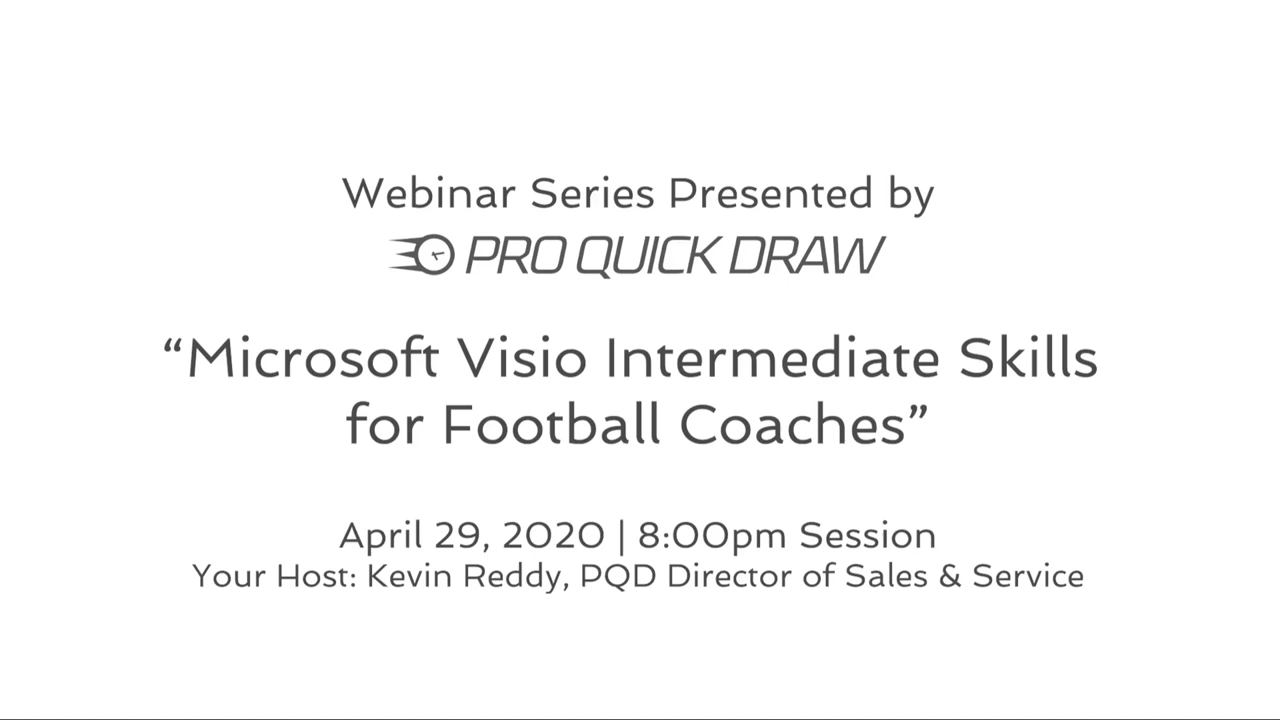 Webinar Series Presented by
PRO QUICK DRAW
“Microsoft Visio Intermediate Skills
for Football Coaches”
April 29, 2020 | 8:00pm Session
Your Host: Kevin Reddy, PQD Director of Sales & Service